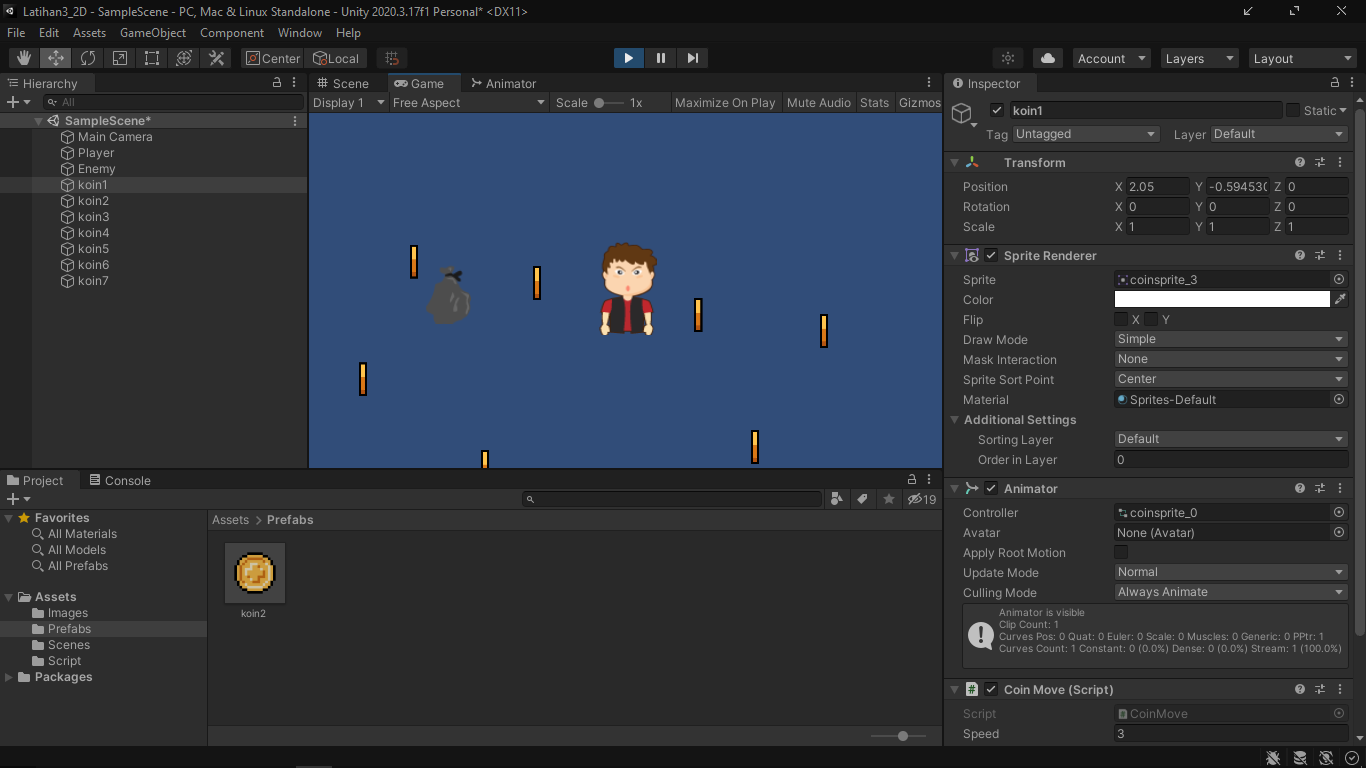 Latihan3_2D - SampleScene - PC, Mac & Linux Standalone - Unity 2020.3.17f1 Personal* <DX11>
File Edit Assets GameObject Component Window Help
Center Local Account Layers Layout
Hierarchy
All
SampleScene*
Main Camera
Player
Enemy
koin1
koin2
koin3
koin4
koin5
koin6
koin7
Scene Game Animator
Display 1 Free Aspect Scale 1x Maximize On Play Mute Audio Stats Gizmos
Inspector
koin1 Static
Tag Untagged Layer Default
Transform
Position X 2.05 Y -0.594530 Z 0
Rotation X 0 Y 0 Z 0
Scale X 1 Y 1 Z 1
Sprite Renderer
Sprite coinsprite_3
Color
Flip X Y
Draw Mode Simple
Mask Interaction None
Sprite Sort Point Center
Material Sprites-Default
Additional Settings
Sorting Layer Default
Order in Layer 0
Animator
Controller coinsprite_0
Avatar None (Avatar)
Apply Root Motion
Update Mode Normal
Culling Mode Always Animate
Animator is visible
Clip Count: 1
Curves Pos: 0 Quat: 0 Euler: 0 Scale: 0 Muscles: 0 Generic: 0 PPtr: 1
Curves Count: 1 Constant: 0 (0.0%) Dense: 0 (0.0%) Stream: 1 (100.0%)
Coin Move (Script)
Script CoinMove
Speed 3
Project Console
19
Favorites
All Materials
All Models
All Prefabs
Assets
Images
Prefabs
Scenes
Script
Packages
Assets > Prefabs
koin2